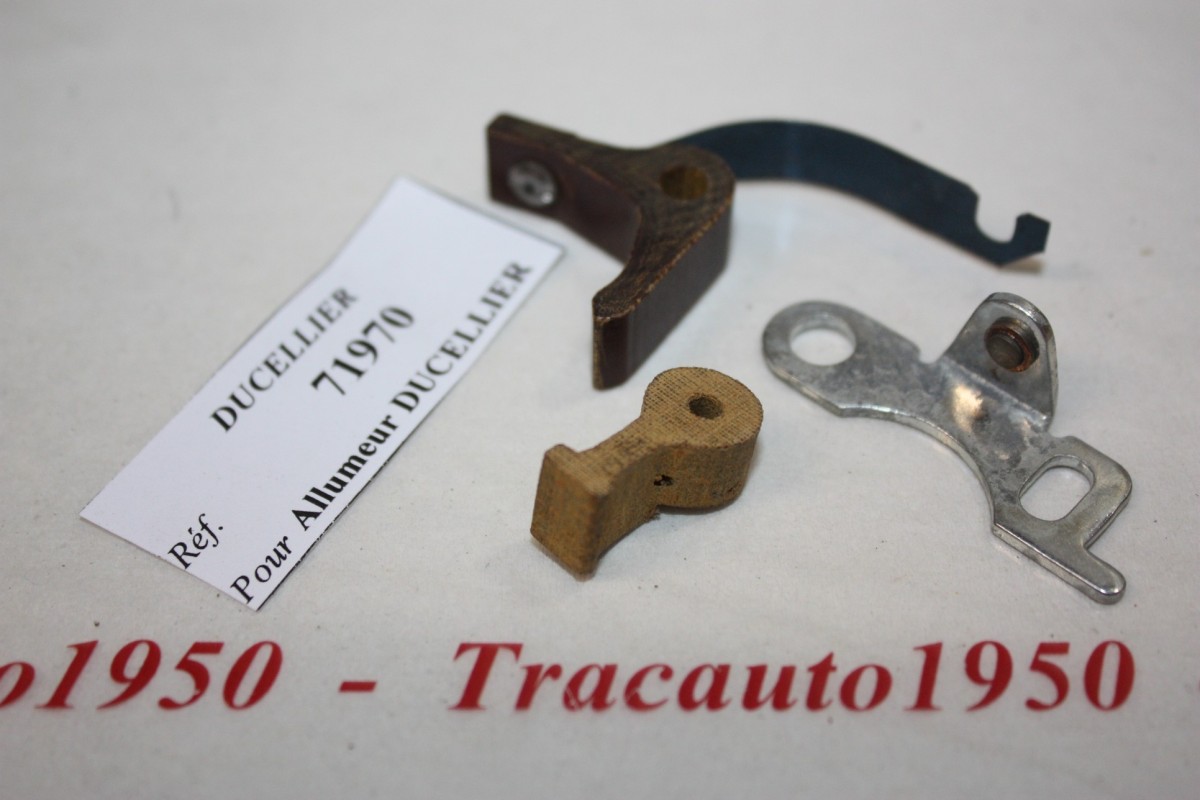 DUCELLIER
Réf. 71970
Pour Allumeur DUCELLIER
o1950 - Tracauto1950